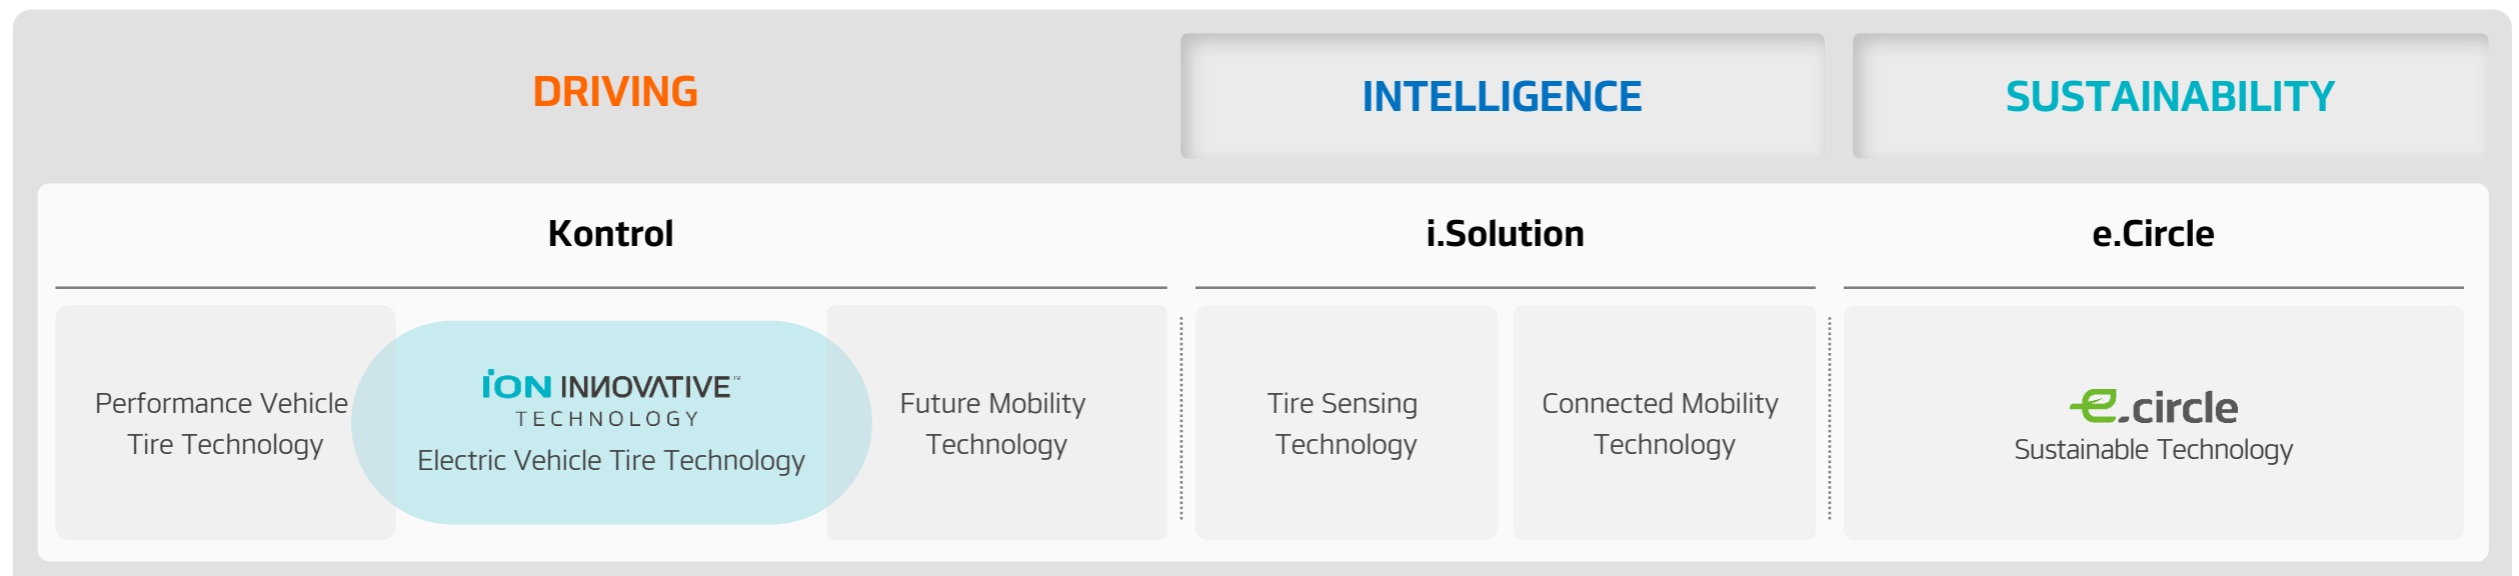 DRIVING
INTELLIGENCE
SUSTAINABILITY
Kontrol
i.Solution
e.Circle
Performance Vehicle
Tire Technology
iON INNOVATIVE™
TECHNOLOGY
Electric Vehicle Tire Technology
Future Mobility
Technology
Tire Sensing
Technology
Connected Mobility
Technology
e.circle
Sustainable Technology